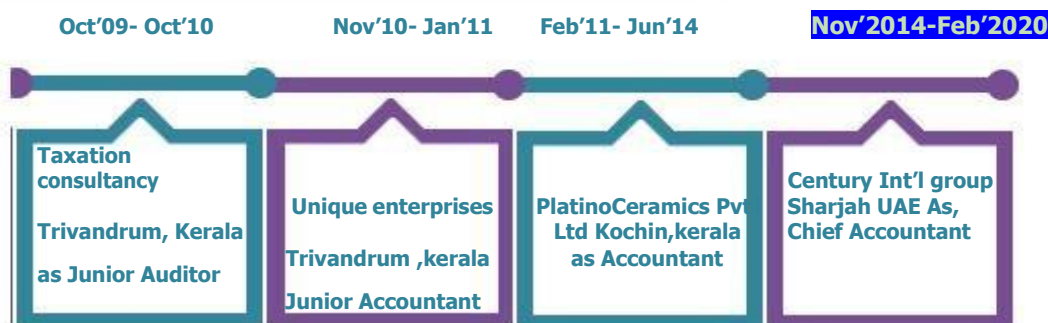 Oct’09- Oct’10
Nov’10- Jan’11
Feb’11- Jun’14
Nov’2014-Feb’2020
Taxation
consultancy
Trivandrum, Kerala
as Junior Auditor
Unique enterprises
Trivandrum ,kerala
Junior Accountant
PlatinoCeramics Pvt
Ltd Kochin,kerala
as Accountant
Century Int’l group
Sharjah UAE As,
Chief Accountant